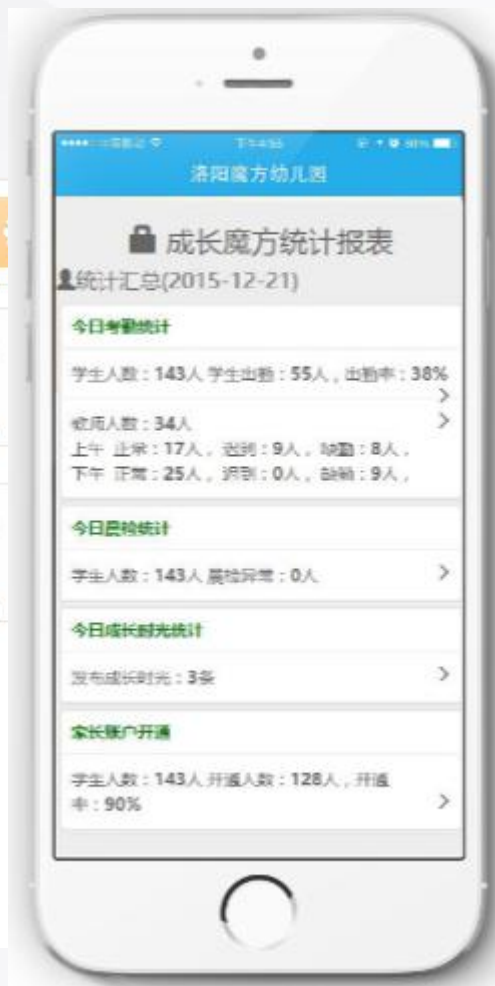 洛阳魔方幼儿园
成长魔方统计报表
统计汇总(2015-12-21)
今日考勤统计
学生人数：143人 学生出勤：55人，出勤率：38%
教师人数：34人
上午 正常：17人， 迟到：9人， 缺勤：8人，
下午 正常：25人， 迟到：0人， 缺勤：9人，
今日晨检统计
学生人数：143人 晨检异常：0人
今日成长时光统计
发布成长时光：3条
家长账户开通
学生人数：143人 开通人数：128人，开通
率：90%